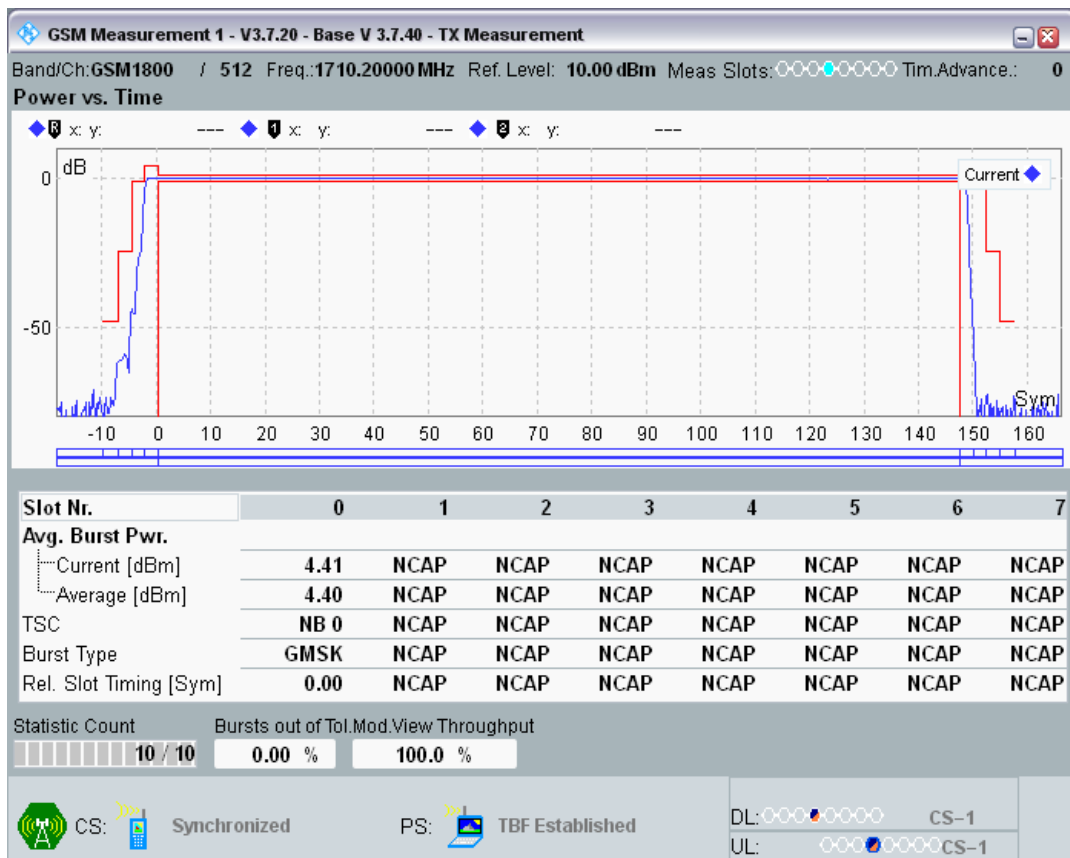 GSM Measurement 1 - V3.7.20 - Base V 3.7.40 - TX Measurement
Band/Ch:GSM1800 / 512 Freq.:1710.20000 MHz Ref. Level: 10.00 dBm Meas Slots: Tim.Advance.: 0
Power vs. Time
R x: y: --- 1 x: y: --- 2 x: y: ---
dB
0
Current
-50
Sym
-10 0 10 20 30 40 50 60 70 80 90 100 110 120 130 140 150 160
Slot Nr. 0 1 2 3 4 5 6 7
Avg. Burst Pwr.
Current [dBm] 4.41 NCAP NCAP NCAP NCAP NCAP NCAP NCAP
Average [dBm] 4.40 NCAP NCAP NCAP NCAP NCAP NCAP NCAP
TSC NB 0 NCAP NCAP NCAP NCAP NCAP NCAP NCAP
Burst Type GMSK NCAP NCAP NCAP NCAP NCAP NCAP NCAP
Rel. Slot Timing [Sym] 0.00 NCAP NCAP NCAP NCAP NCAP NCAP NCAP
Statistic Count Bursts out of Tol.Mod.View Throughput
10 / 10 0.00 % 100.0 %
CS: Synchronized PS: TBF Established
DL: CS-1
UL: CS-1